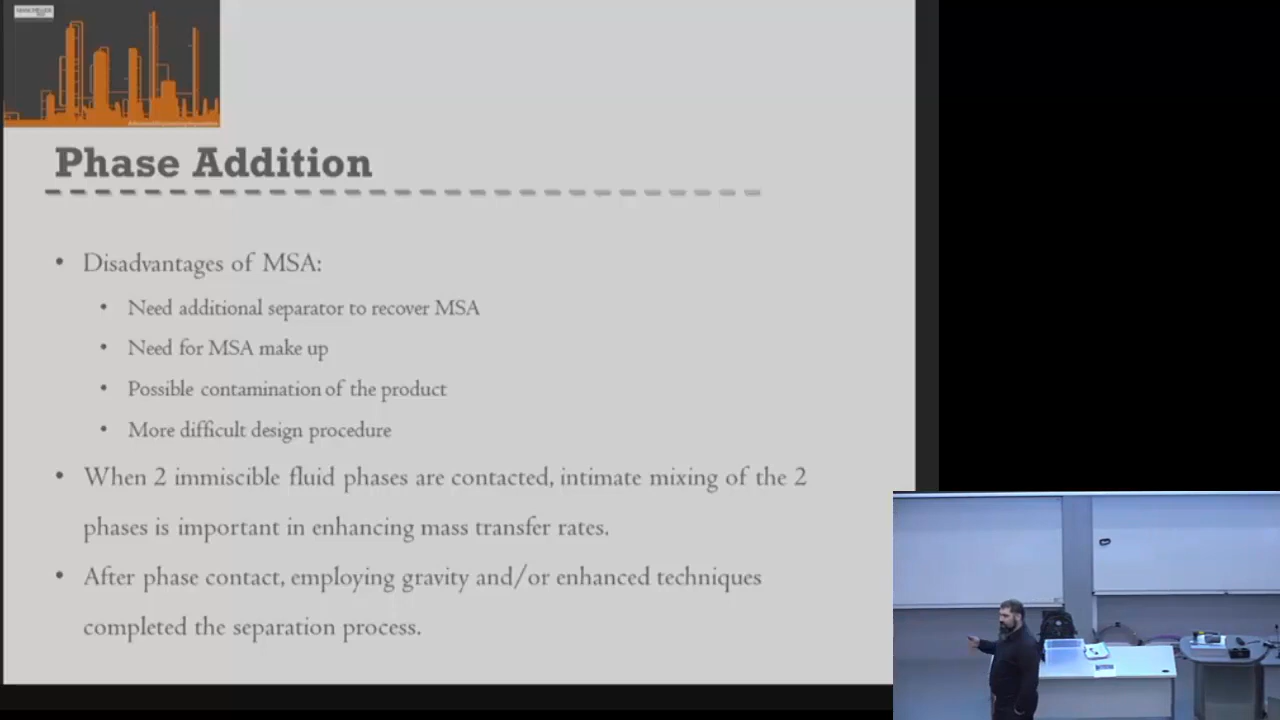 MANCHESTER
Phase Addition
• Disadvantages of MSA:
• Need additional separator to recover MSA
• Need for MSA make up
• Possible contamination of the product
• More difficult design procedure
• When 2 immiscible fluid phases are contacted, intimate mixing of the 2
phases is important in enhancing mass transfer rates.
• After phase contact, employing gravity and/or enhanced techniques
completed the separation process.